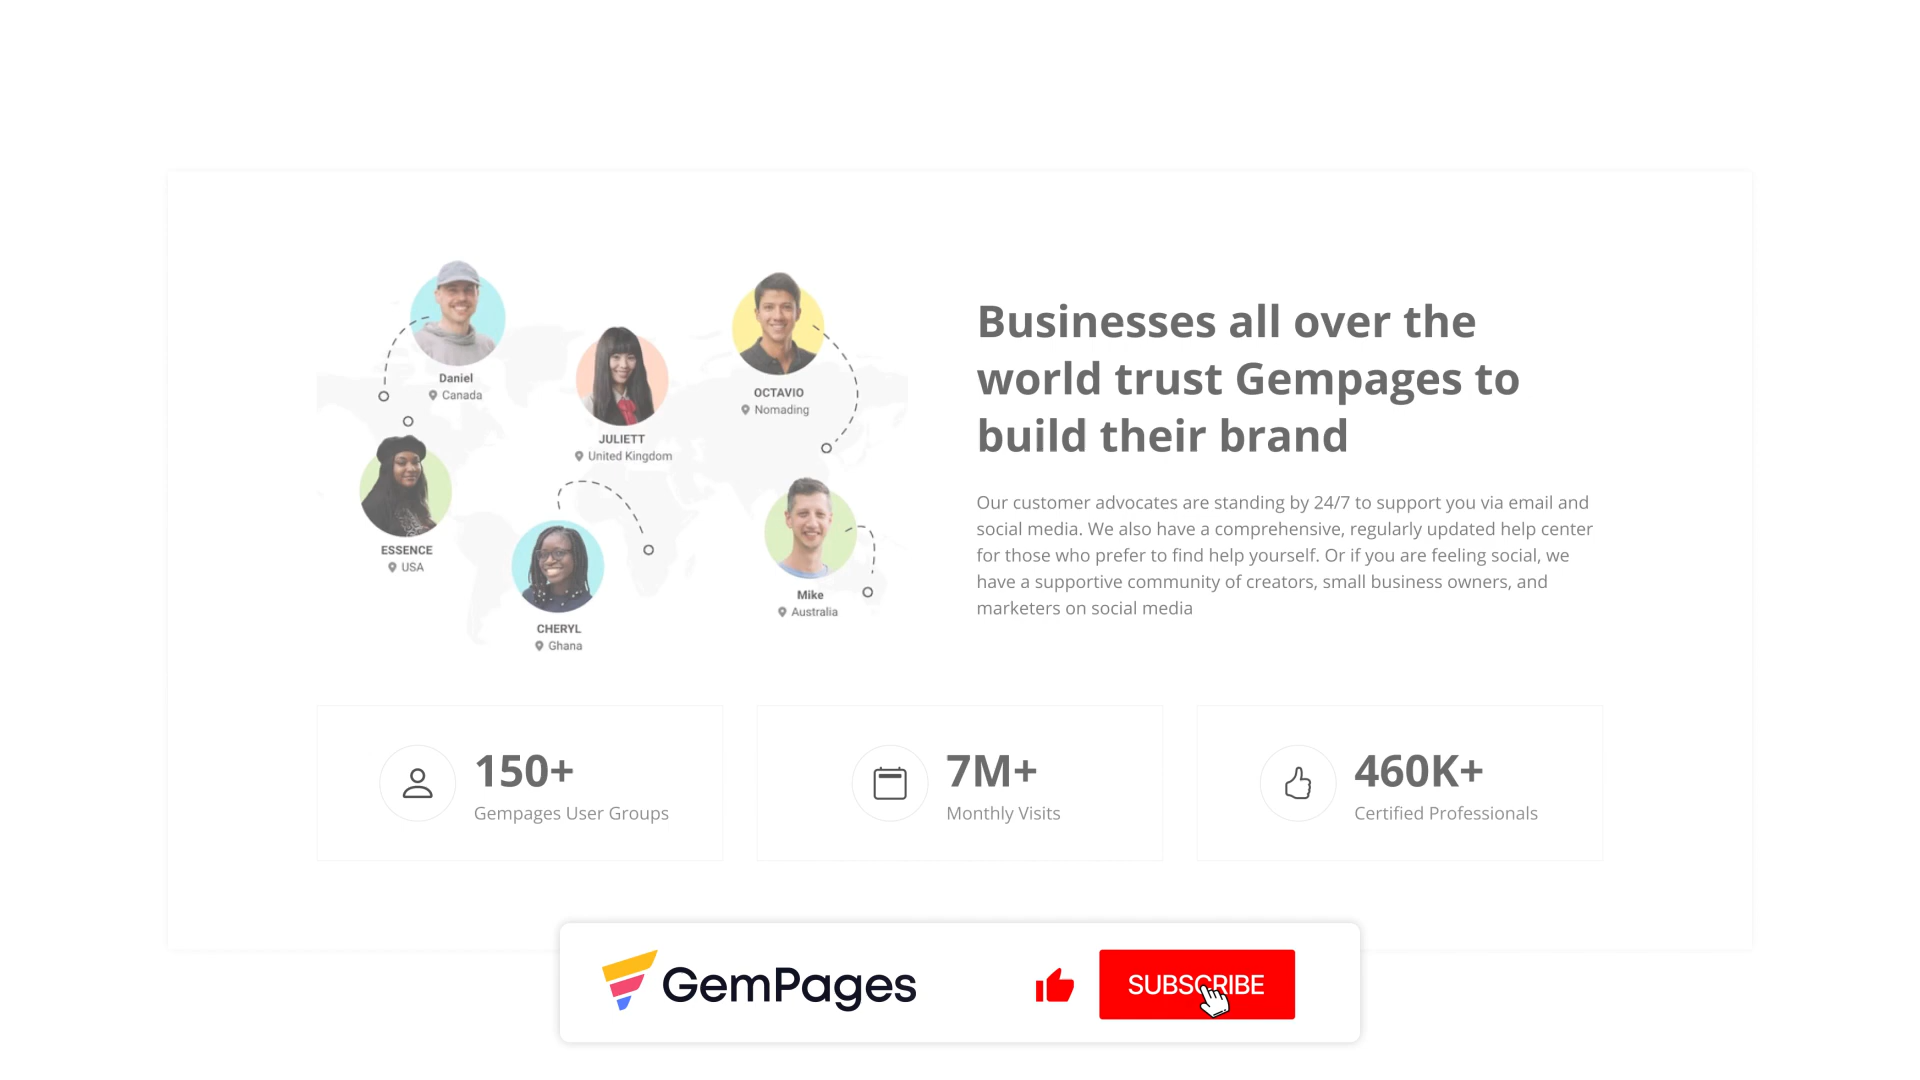 Daniel
Canada
JULIETT
United Kingdom
OCTAVIO
Nomading
ESSENCE
USA
CHERYL
Ghana
Mike
Australia
Businesses all over the
world trust Gempages to
build their brand
Our customer advocates are standing by 24/7 to support you via email and
social media. We also have a comprehensive, regularly updated help center
for those who prefer to find help yourself. Or if you are feeling social, we
have a supportive community of creators, small business owners, and
marketers on social media
150+
Gempages User Groups
7M+
Monthly Visits
460K+
Certified Professionals
GemPages
SUBSCRIBE